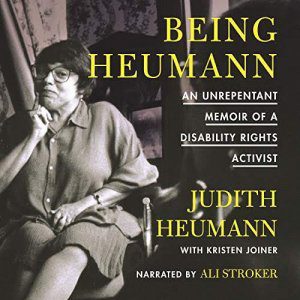 BEING
HEUMANN
AN UNREPENTANT
MEMOIR OF A
DISABILITY RIGHTS
ACTIVIST
JUDITH
HEUMANN
WITH KRISTEN JOINER
NARRATED BY ALI STROKER